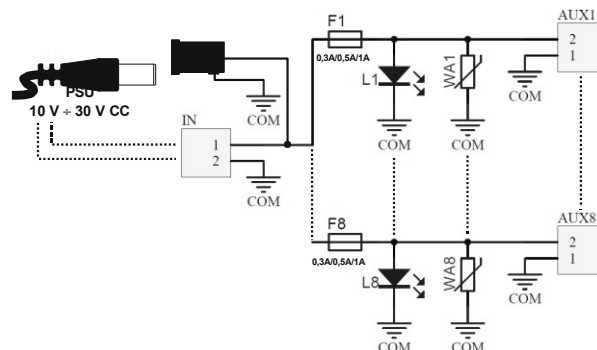 F1
AUX1
0,3A/0,5A/1A
2
1
L1
WA1
COM
COM
COM
COM
PSU
10 V ÷ 30 V CC
IN
1
2
COM
COM
F8
AUX8
0,3A/0,5A/1A
2
1
L8
WA8
COM
COM
COM